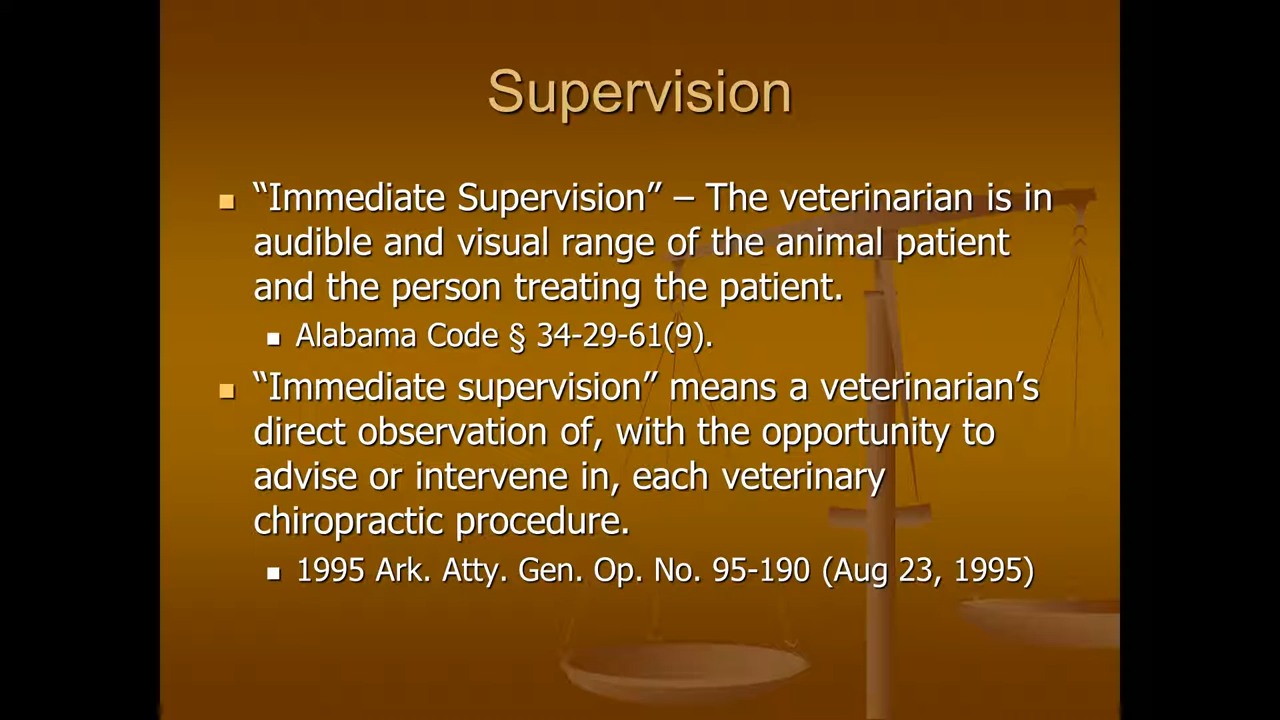 Supervision
“Immediate Supervision” – The veterinarian is in
audible and visual range of the animal patient
and the person treating the patient.
Alabama Code § 34-29-61(9).
“Immediate supervision” means a veterinarian’s
direct observation of, with the opportunity to
advise or intervene in, each veterinary
chiropractic procedure.
1995 Ark. Atty. Gen. Op. No. 95-190 (Aug 23, 1995)